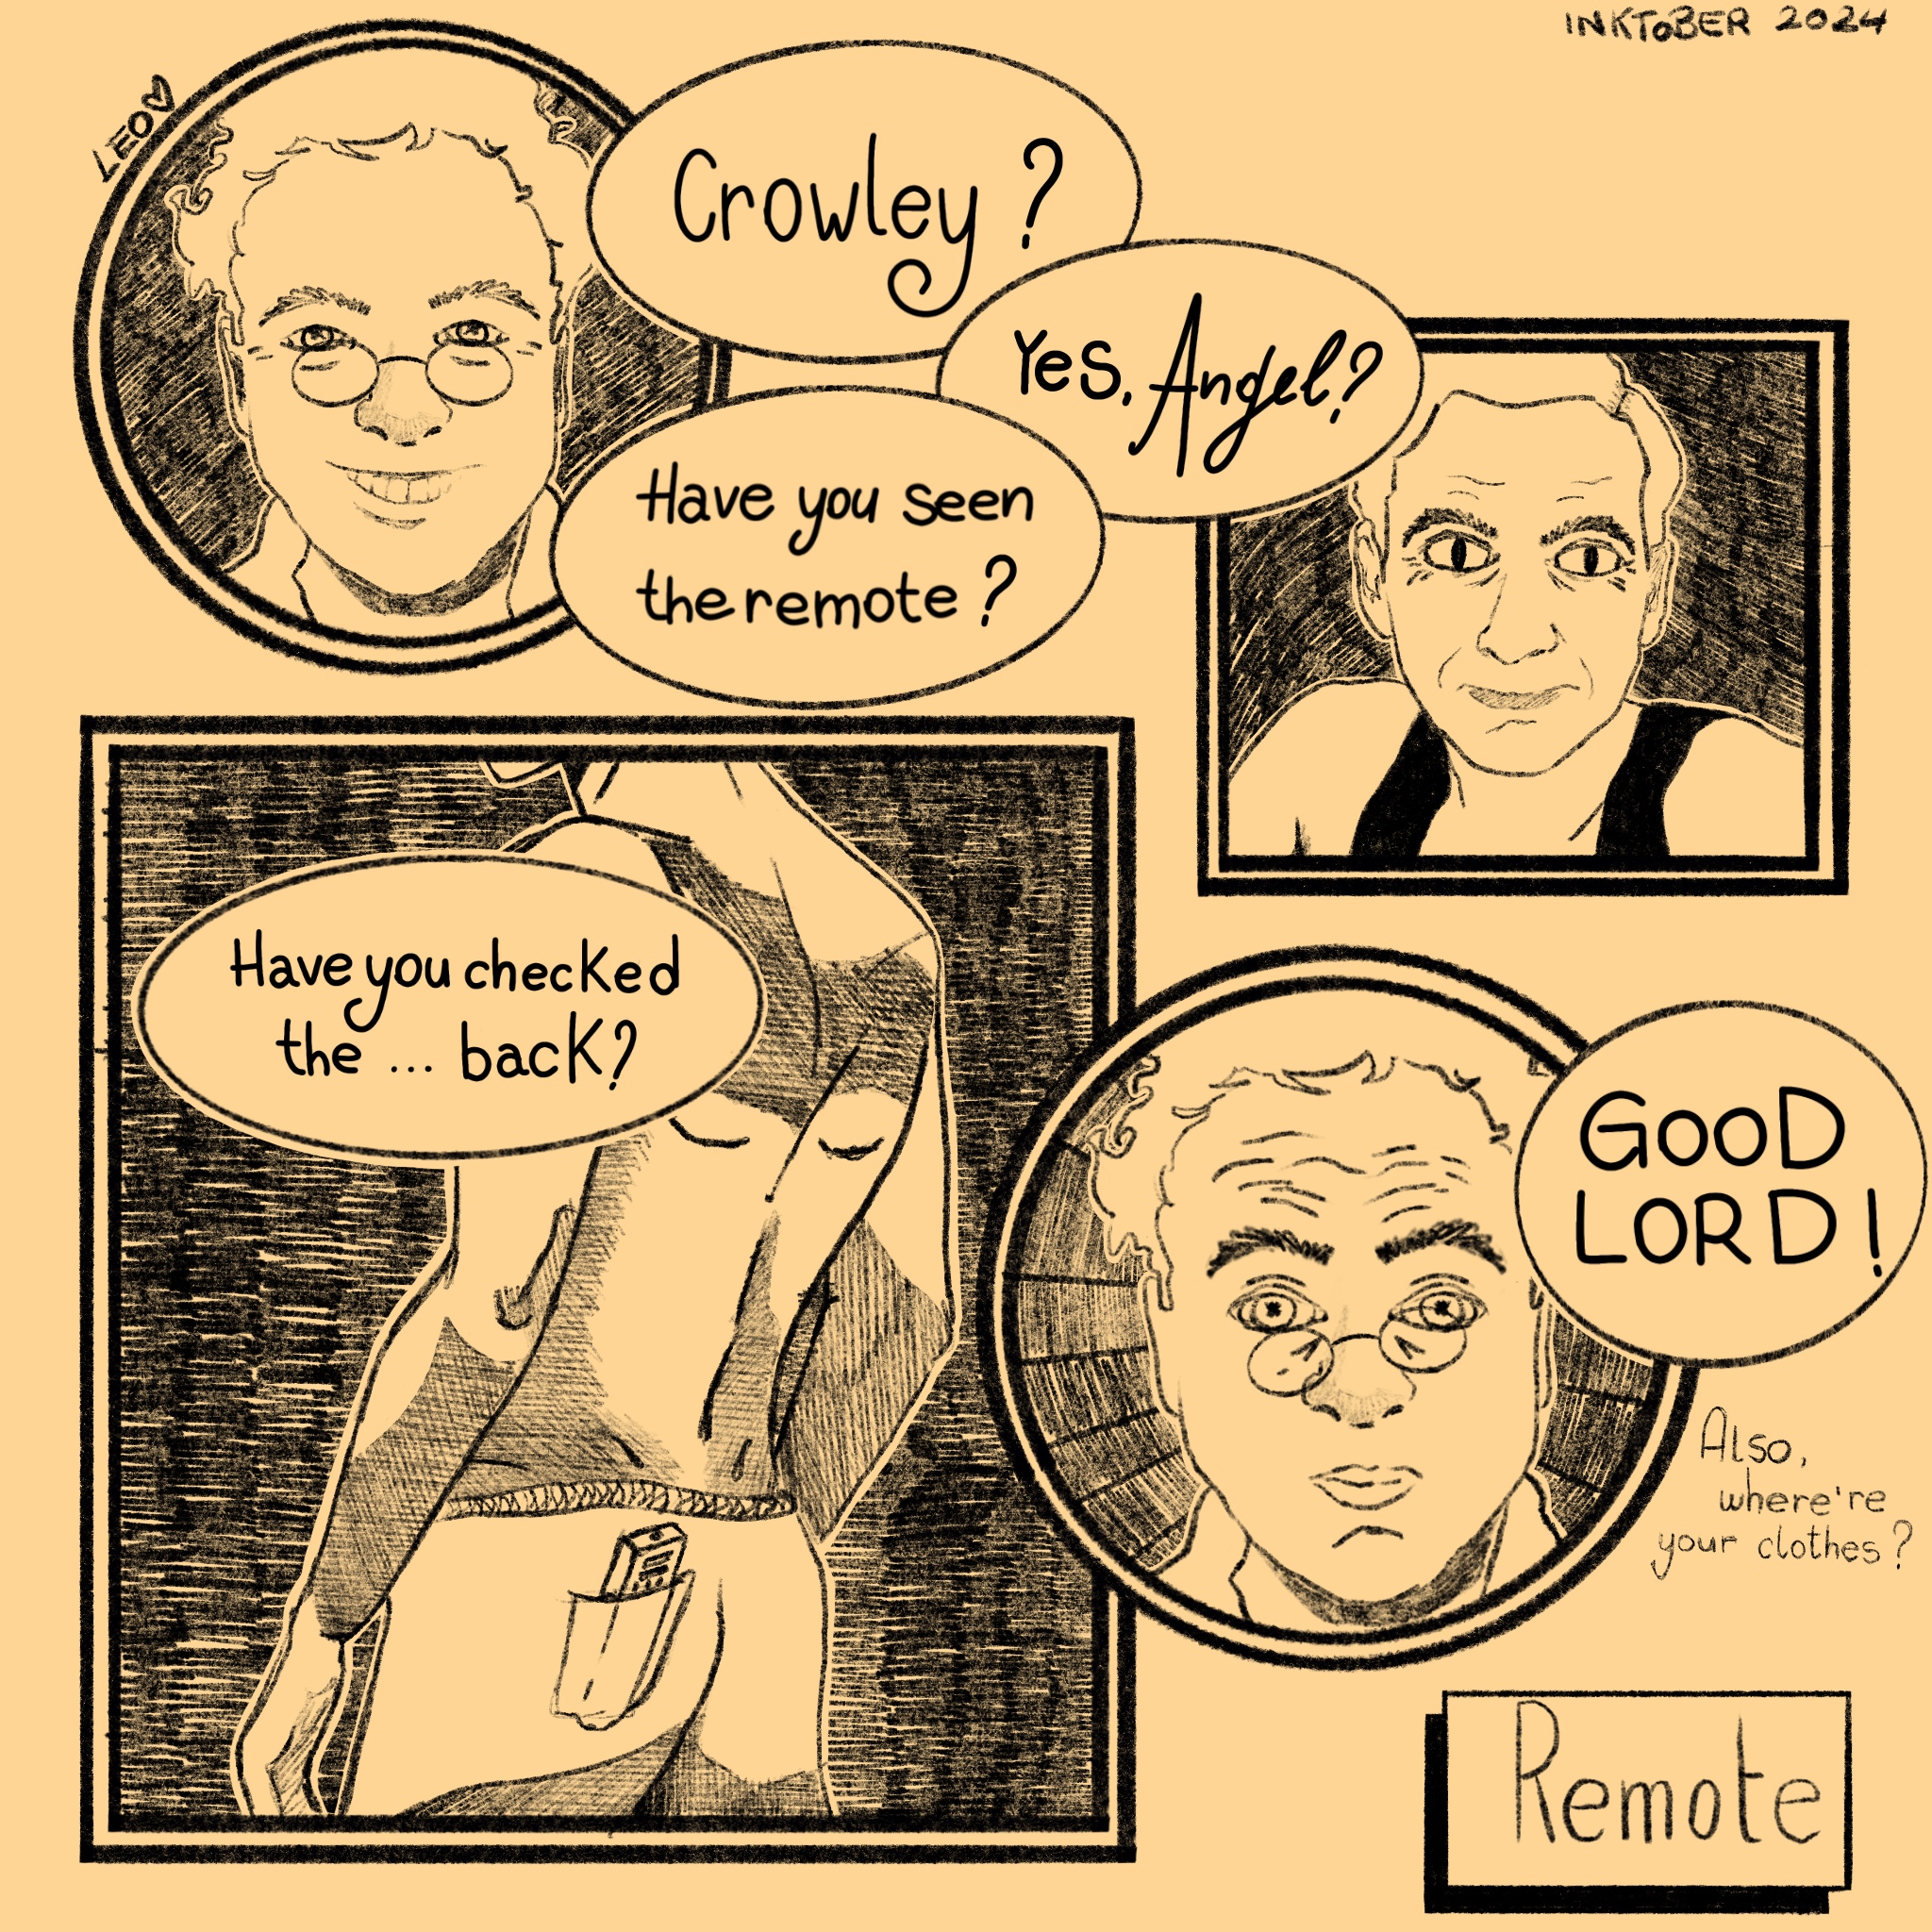 INKToBER 2024
LEO
Crowley ?
Yes, Angel?
Have you seen
the remote ?
Have you checked
the ... back?
GOOD
LORD !
Also,
where're
your clothes ?
Remote